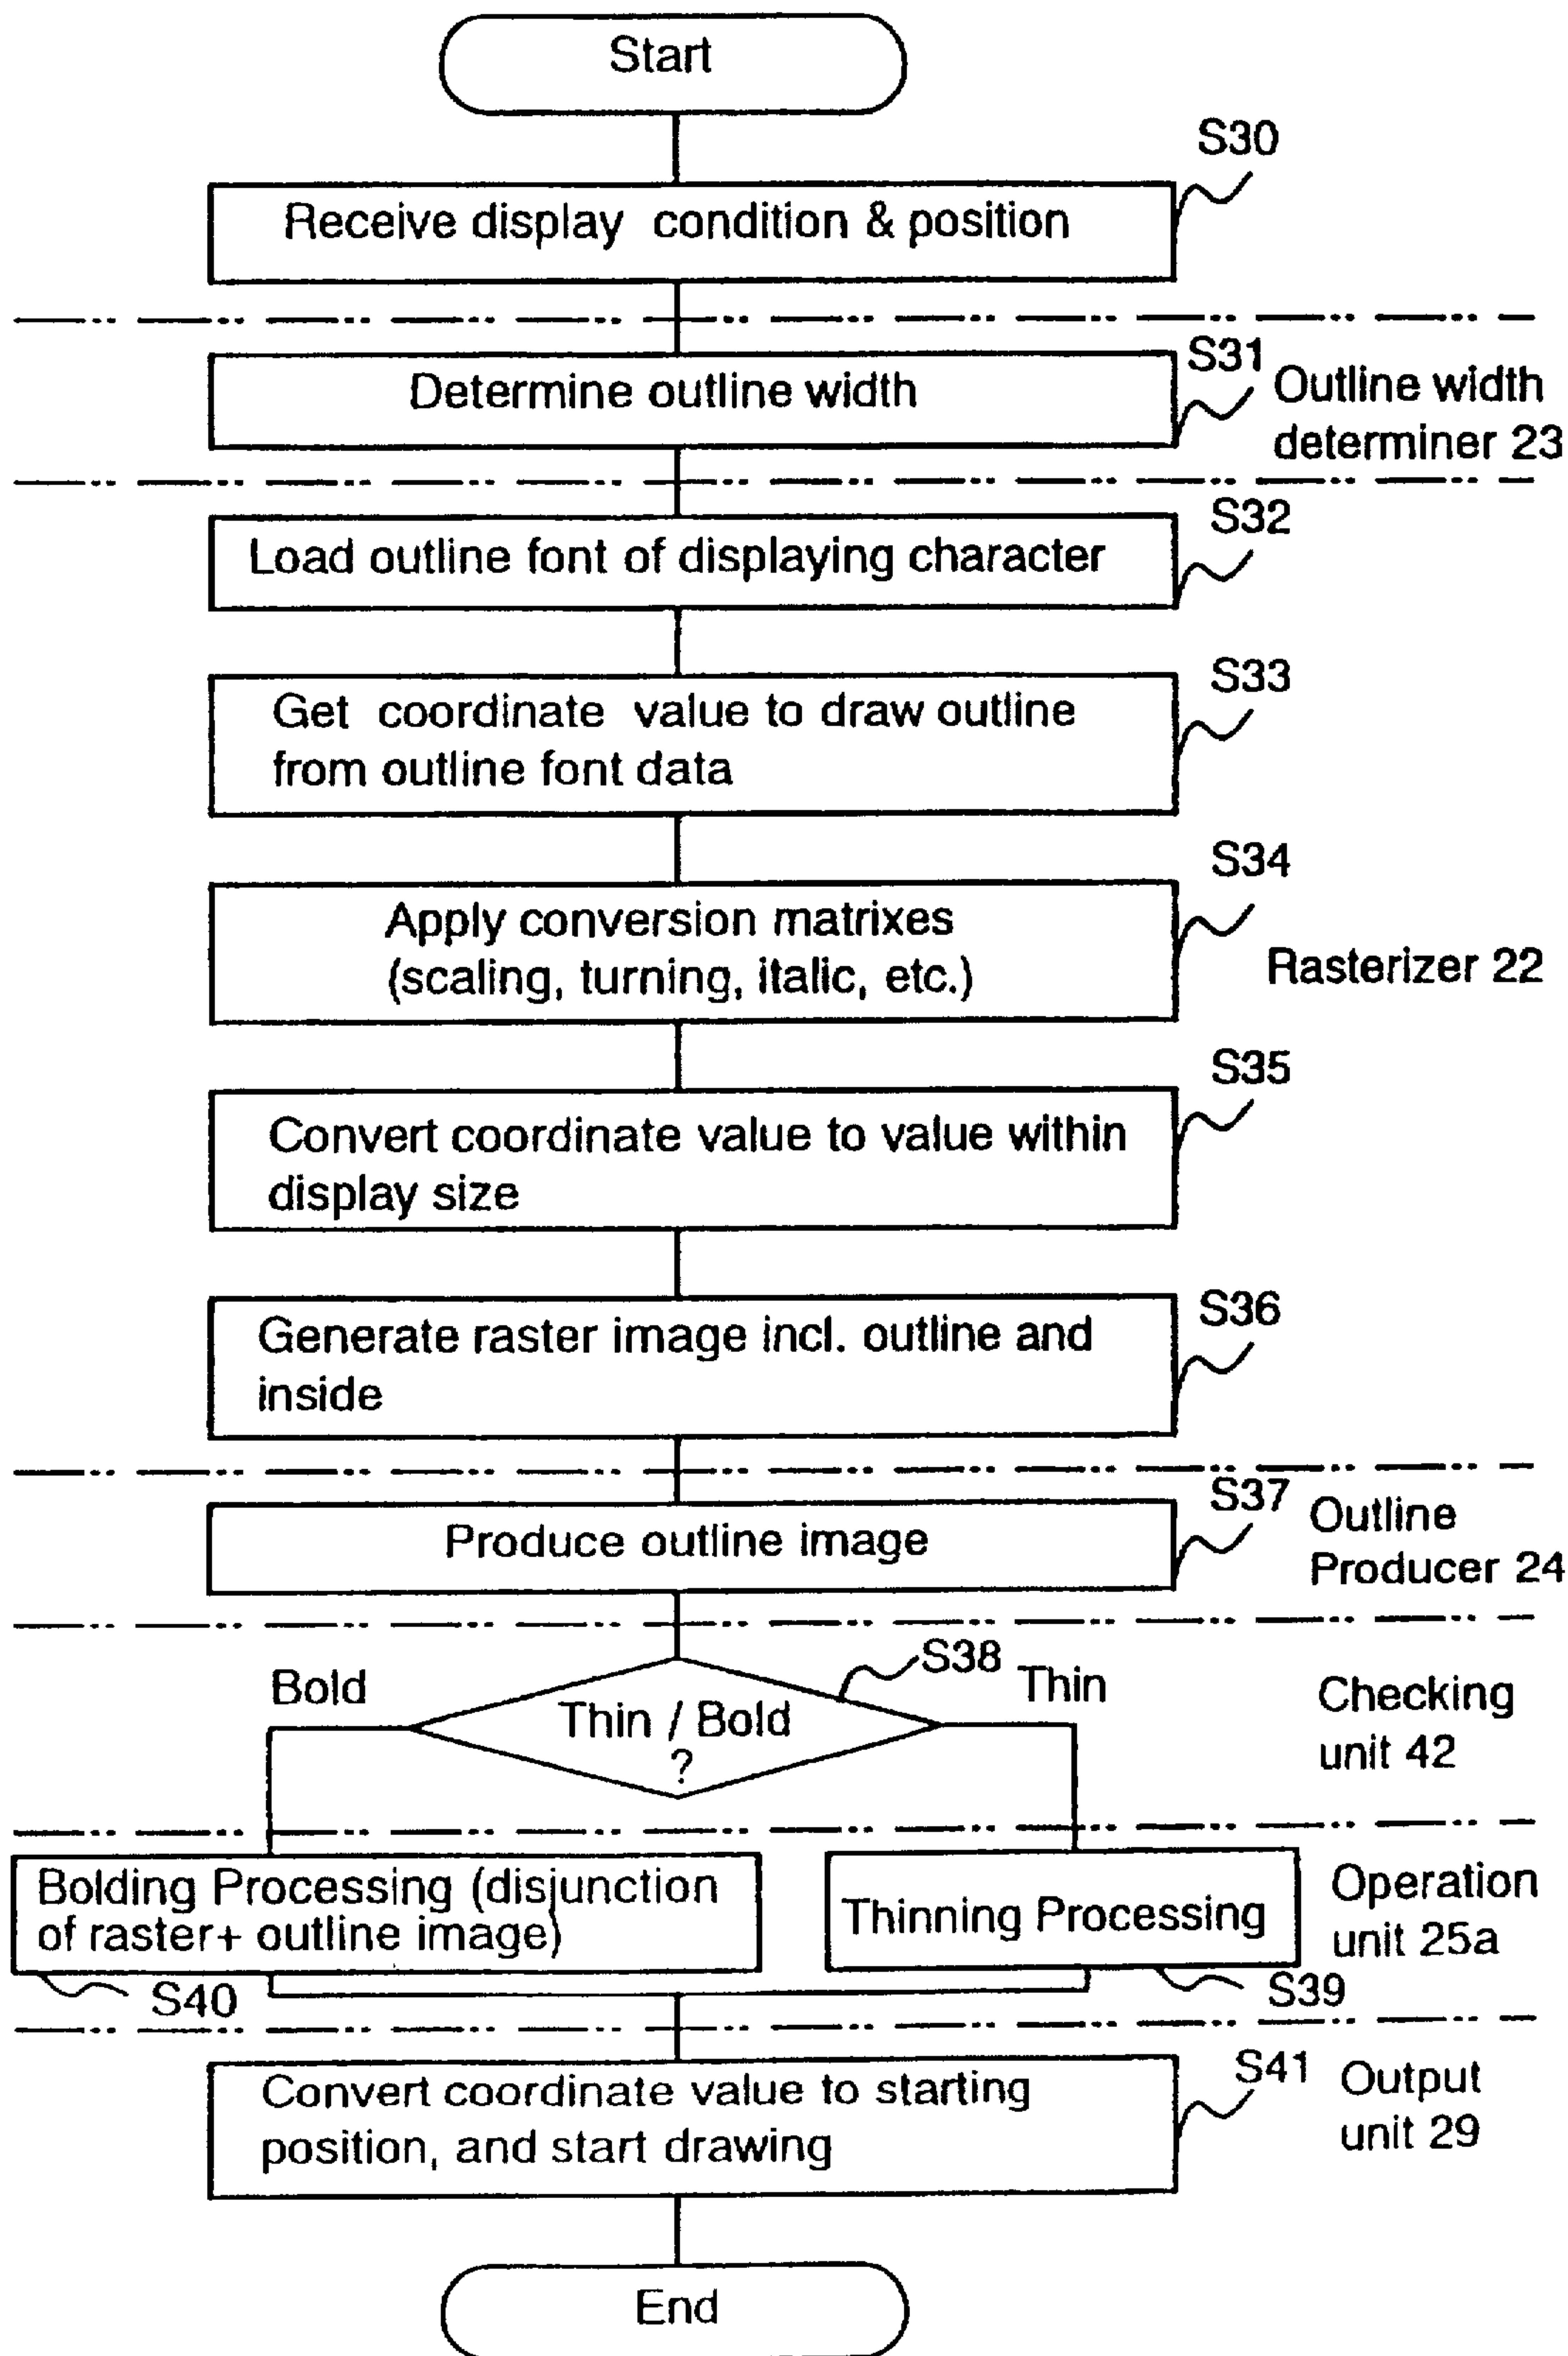 Start
S30
Receive display condition & position
S31
Determine outline width
Outline width
determiner 23
S32
Load outline font of displaying character
S33
Get coordinate value to draw outline
from outline font data
S34
Apply conversion matrixes
(scaling, turning, italic, etc.)
Rasterizer 22
S35
Convert coordinate value to value within
display size
S36
Generate raster image incl. outline and
inside
S37
Produce outline image
Outline
Producer 24
S38
Bold
Thin / Bold
?
Thin
Checking
unit 42
Bolding Processing (disjunction
of raster+ outline image)
S40
Thinning Processing
S39
Operation
unit 25a
S41
Convert coordinate value to starting
position, and start drawing
Output
unit 29
End